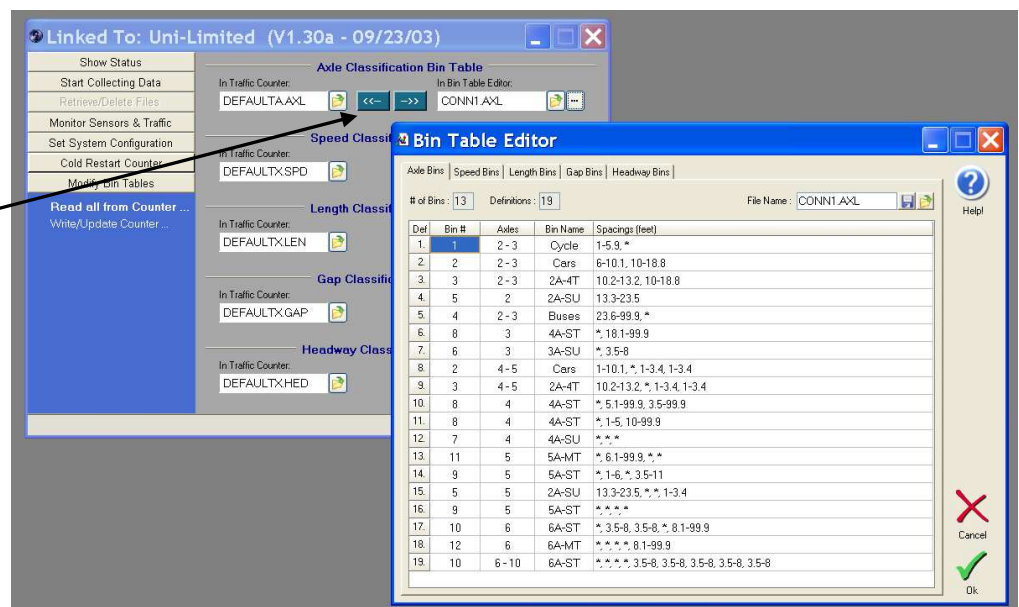 Linked To: Uni-Limited (V1.30a - 09/23/03)
Show Status
Start Collecting Data
Retrieve/Delete Files
Monitor Sensors & Traffic
Set System Configuration
Cold Restart Counter
Modify Bin Tables
Read all from Counter ...
Write/Update Counter ...
Axle Classification Bin Table
In Traffic Counter: In Bin Table Editor:
DEFAULTA.AXL <<- ->> CONN1.AXL ...
Speed Classif
In Traffic Counter:
DEFAULTX.SPD
Length Classif
In Traffic Counter:
DEFAULTX.LEN
Gap Classific
In Traffic Counter:
DEFAULTX.GAP
Headway Class
In Traffic Counter:
DEFAULTX.HED
Bin Table Editor
Axle Bins Speed Bins Length Bins Gap Bins Headway Bins
# of Bins : 13 Definitions : 19 File Name : CONN1.AXL
Help!
Def Bin # Axles Bin Name Spacings (feet)
1. 1 2 - 3 Cycle 1-5.9, *
2. 2 2 - 3 Cars 6-10.1, 10-18.8
3. 3 2 - 3 2A-4T 10.2-13.2, 10-18.8
4. 5 2 2A-SU 13.3-23.5
5. 4 2 - 3 Buses 23.6-99.9, *
6. 8 3 4A-ST *, 18.1-99.9
7. 6 3 3A-SU *, 3.5-8
8. 2 4 - 5 Cars 1-10.1, *, 1-3.4, 1-3.4
9. 3 4 - 5 2A-4T 10.2-13.2, *, 1-3.4, 1-3.4
10. 8 4 4A-ST *, 5.1-99.9, 3.5-99.9
11. 8 4 4A-ST *, 1-5, 10-99.9
12. 7 4 4A-SU *, *, *
13. 11 5 5A-MT *, 6.1-99.9, *, *
14. 9 5 5A-ST *, 1-6, *, 3.5-11
15. 5 5 2A-SU 13.3-23.5, *, *, 1-3.4
16. 9 5 5A-ST *, *, *, *
17. 10 6 6A-ST *, 3.5-8, 3.5-8, *, 8.1-99.9
18. 12 6 6A-MT *, *, *, *, 8.1-99.9
19. 10 6 - 10 6A-ST *, *, *, *, 3.5-8, 3.5-8, 3.5-8, 3.5-8, 3.5-8
Cancel
Ok